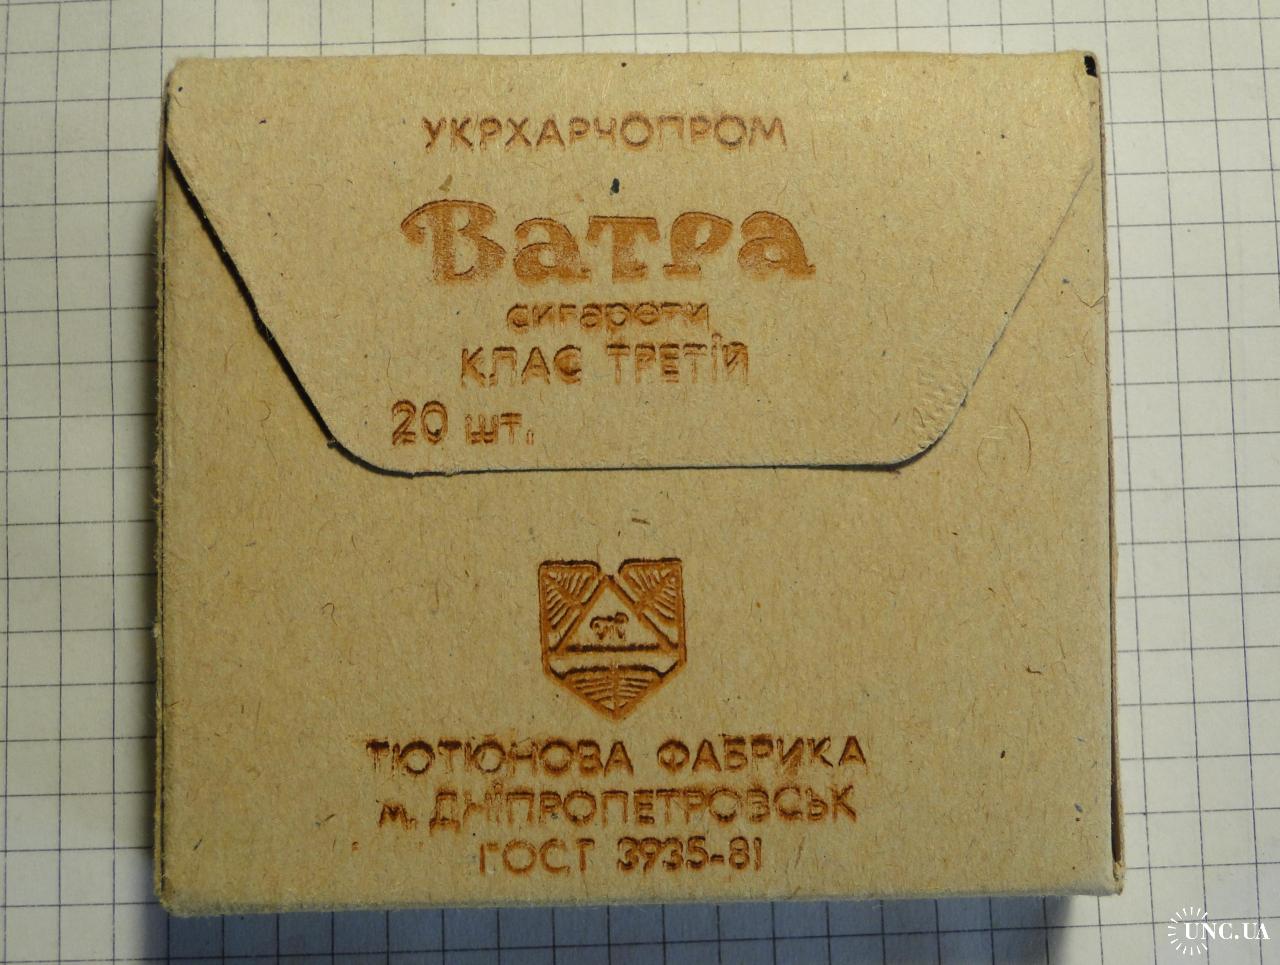 УКРХАРЧОПРОМ
Ватра
сигарети
КЛАС ТРЕТІЙ
20 шт.
ТЮТЮНОВА ФАБРИКА
м. ДНІПРОПЕТРОВСЬК
ГОСТ 3935-81
UNC.UA